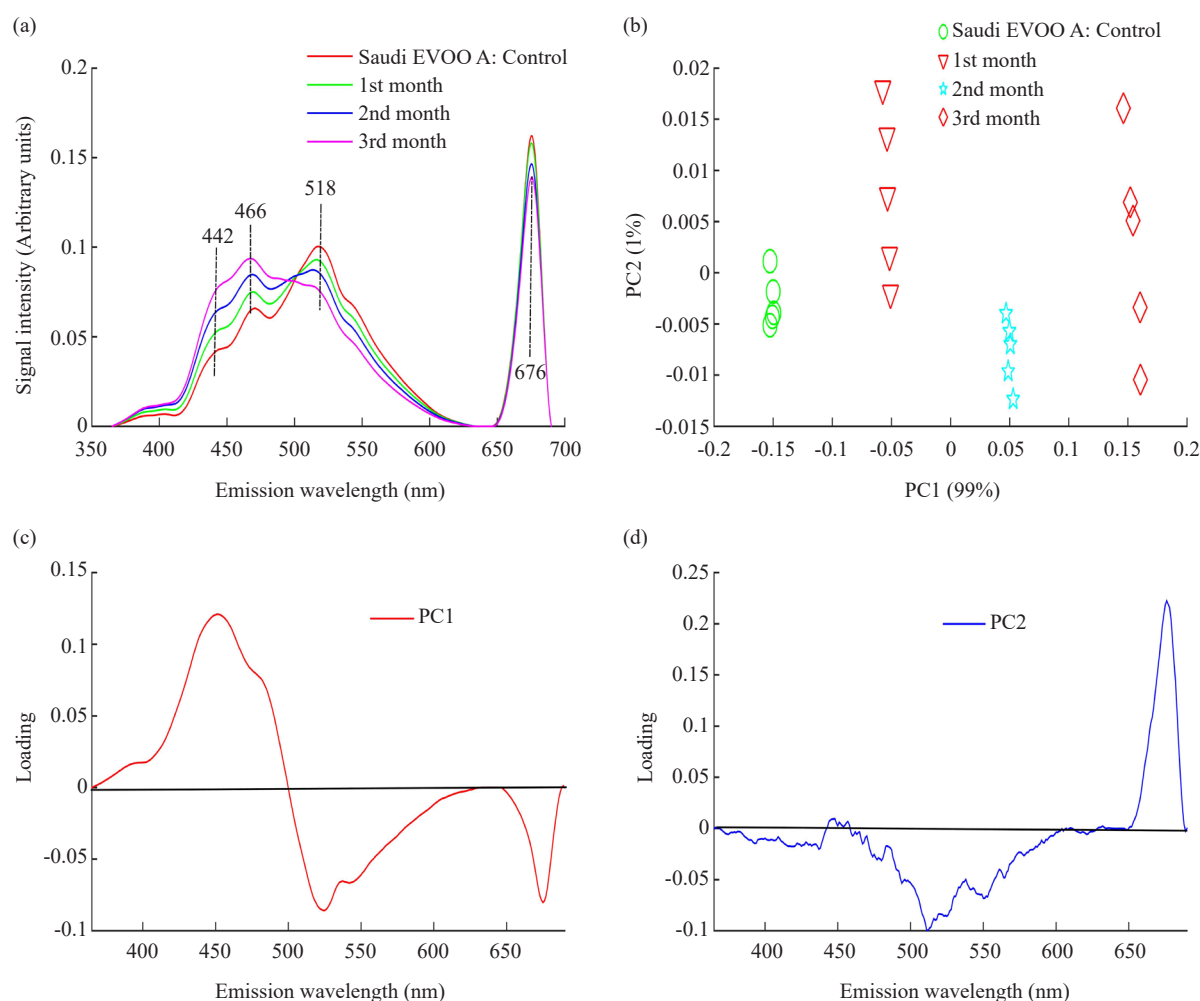 (a)
Saudi EVOO A: Control
1st month
2nd month
3rd month
0.2
0.15
0.1
0.05
0
442
466
518
676
350
400
450
500
550
600
650
700
Signal intensity (Arbitrary units)
Emission wavelength (nm)
(b)
Saudi EVOO A: Control
1st month
2nd month
3rd month
0.02
0.015
0.01
0.005
0
-0.005
-0.01
-0.015
-0.2
-0.15
-0.1
-0.05
0
0.05
0.1
0.15
0.2
PC2 (1%)
PC1 (99%)
(c)
0.15
0.1
0.05
0
-0.05
-0.1
PC1
400
450
500
550
600
650
Loading
Emission wavelength (nm)
(d)
0.25
0.2
0.15
0.1
0.05
0
-0.05
-0.1
PC2
400
450
500
550
600
650
Loading
Emission wavelength (nm)